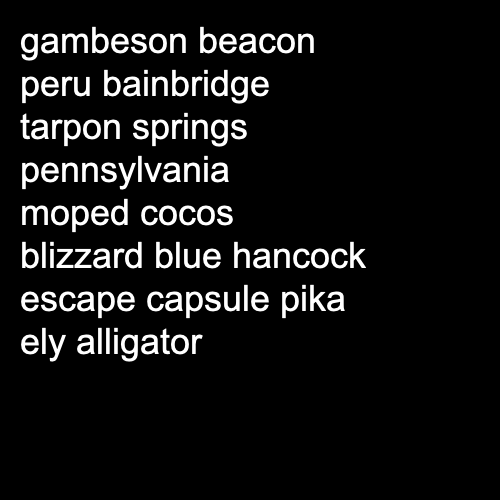 gambeson beacon
peru bainbridge
tarpon springs
pennsylvania
moped cocos
blizzard blue hancock
escape capsule pika
ely alligator